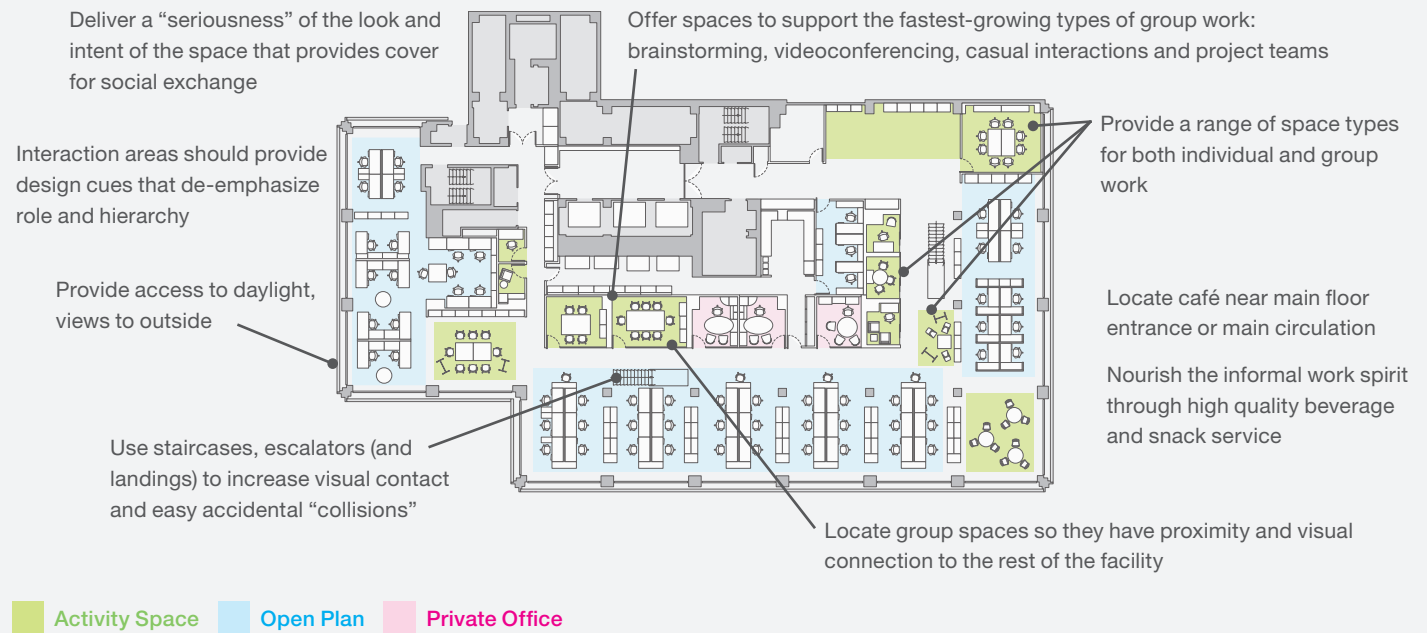 Deliver a “seriousness” of the look and
intent of the space that provides cover
for social exchange
Offer spaces to support the fastest-growing types of group work:
brainstorming, videoconferencing, casual interactions and project teams
Interaction areas should provide
design cues that de-emphasize
role and hierarchy
Provide a range of space types
for both individual and group
work
Provide access to daylight,
views to outside
Locate café near main floor
entrance or main circulation
Nourish the informal work spirit
through high quality beverage
and snack service
Use staircases, escalators (and
landings) to increase visual contact
and easy accidental “collisions”
Locate group spaces so they have proximity and visual
connection to the rest of the facility
Activity Space
Open Plan
Private Office